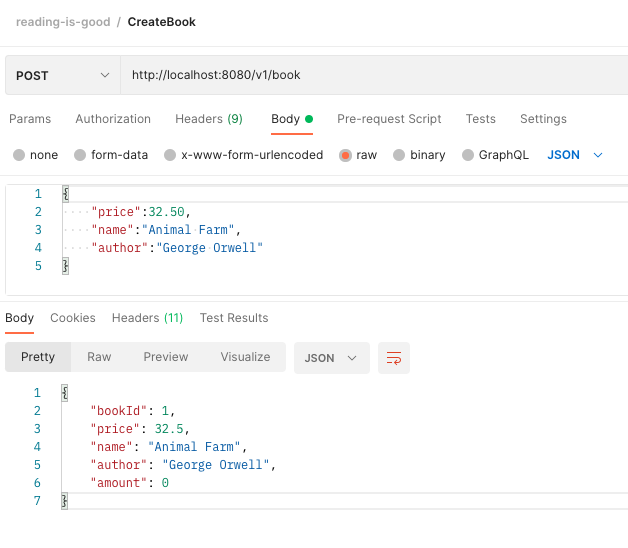 reading-is-good / CreateBook
POST http://localhost:8080/v1/book
Params Authorization Headers (9) Body Pre-request Script Tests Settings
none form-data x-www-form-urlencoded raw binary GraphQL JSON
1 {
2 "price":32.50,
3 "name":"Animal Farm",
4 "author":"George Orwell"
5 }
Body Cookies Headers (11) Test Results
Pretty Raw Preview Visualize JSON
1 {
2 "bookId": 1,
3 "price": 32.5,
4 "name": "Animal Farm",
5 "author": "George Orwell",
6 "amount": 0
7 }